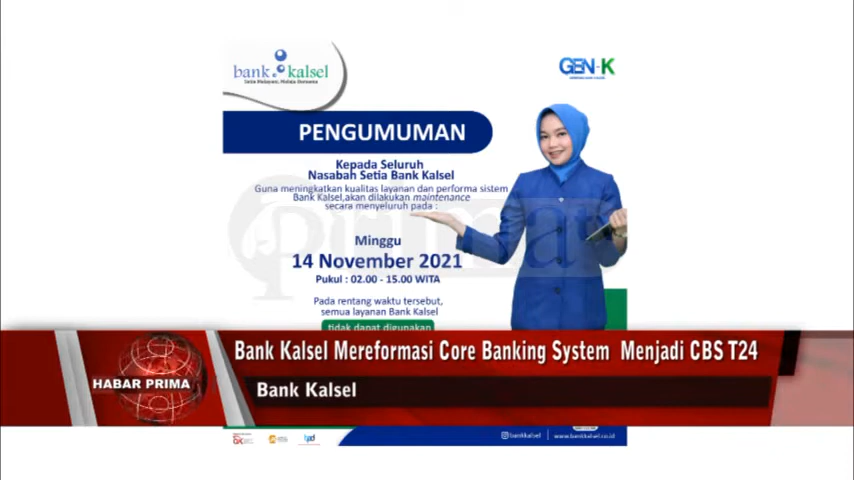 bank kalsel
Setia Melayani, Melaju Bersama
GEN-K
PENGUMUMAN
Kepada Seluruh
Nasabah Setia Bank Kalsel
Guna meningkatkan kualitas layanan dan performa sistem
Bank Kalsel,akan dilakukan maintenance
secara menyeluruh pada :
Minggu
14 November 2021
Pukul : 02.00 - 15.00 WITA
Pada rentang waktu tersebut,
semua layanan Bank Kalsel
tidak dapat digunakan
Bank Kalsel Mereformasi Core Banking System Menjadi CBS T24
HABAR PRIMA
Bank Kalsel
bankkalsel
www.bankkalsel.co.id